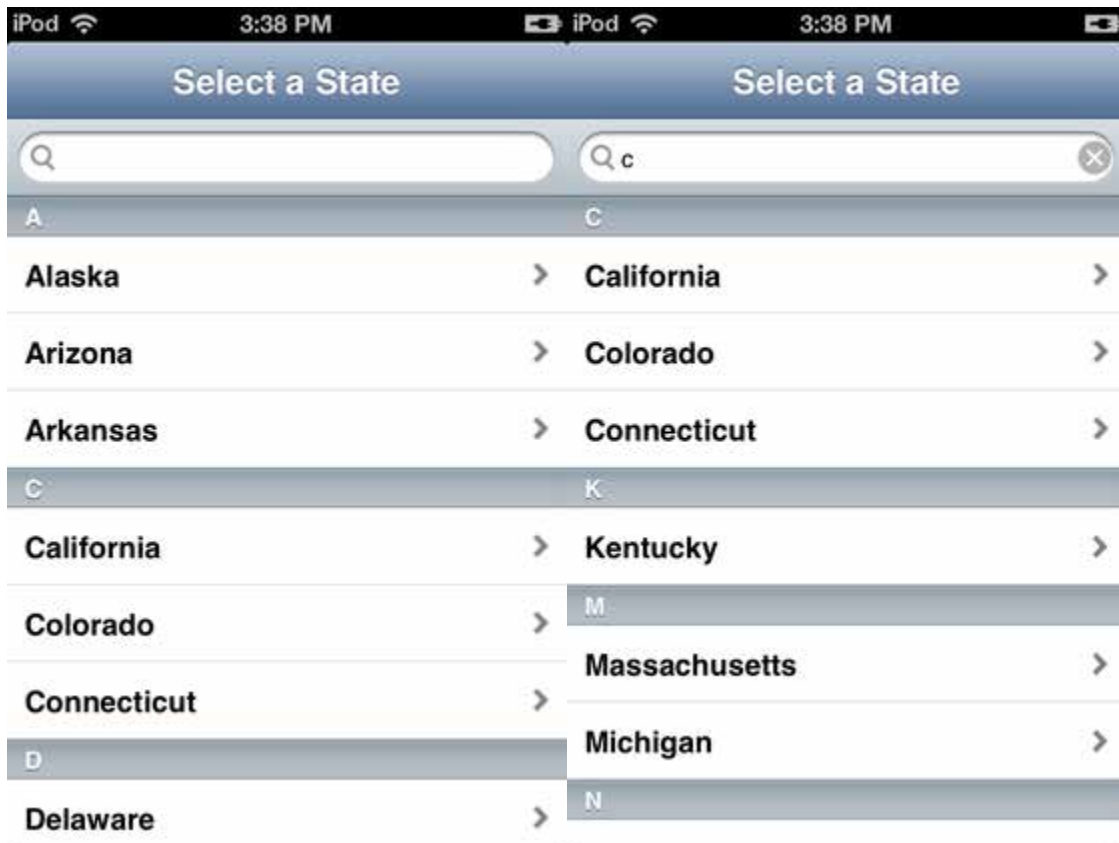 iPod 3:38 PM
Select a State
A
Alaska
Arizona
Arkansas
C
California
Colorado
Connecticut
D
Delaware
iPod 3:38 PM
Select a State
c
C
California
Colorado
Connecticut
K
Kentucky
M
Massachusetts
Michigan
N